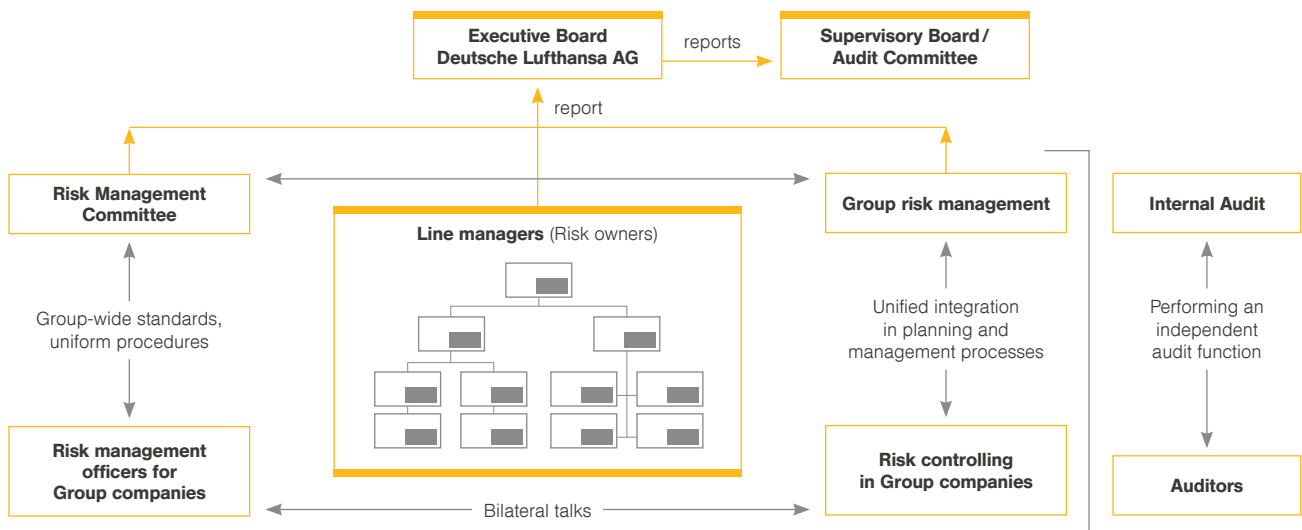 Executive Board
Deutsche Lufthansa AG
reports
Supervisory Board /
Audit Committee
report
Risk Management
Committee
Group risk management
Internal Audit
Line managers (Risk owners)
Group-wide standards,
uniform procedures
Unified integration
in planning and
management processes
Performing an
independent
audit function
Risk management
officers for
Group companies
Risk controlling
in Group companies
Auditors
Bilateral talks